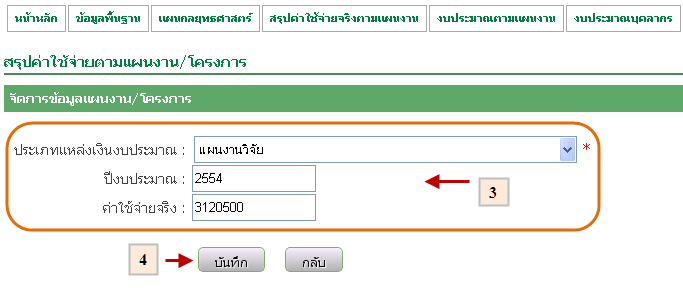 หน้าหลัก ข้อมูลพื้นฐาน แผนกลยุทธศาสตร์ สรุปค่าใช้จ่ายจริงตามแผนงาน งบประมาณตามแผนงาน งบประมาณบุคลากร
สรุปค่าใช้จ่ายตามแผนงาน/โครงการ
จัดการข้อมูลแผนงาน/โครงการ
ประเภทแหล่งเงินงบประมาณ : แผนงานวิจัย *
ปีงบประมาณ : 2554
3
ค่าใช้จ่ายจริง : 3120500
4 บันทึก กลับ